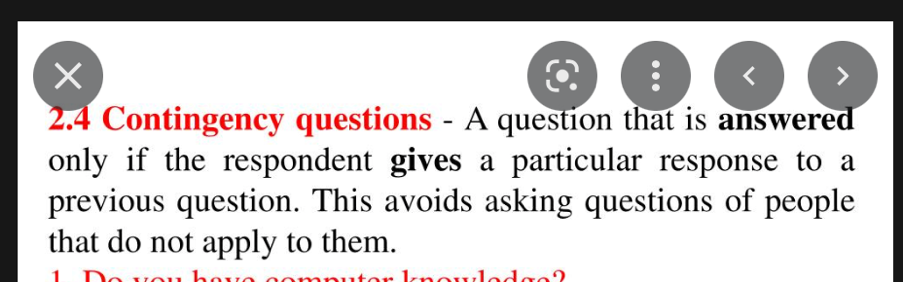 2.4 Contingency questions - A question that is answered
only if the respondent gives a particular response to a
previous question. This avoids asking questions of people
that do not apply to them.
1. Do you have computer knowledge?